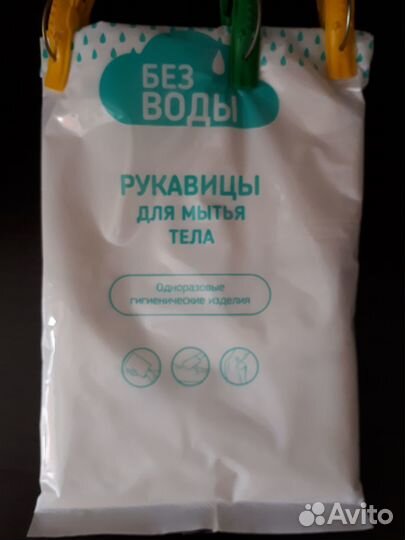 БЕЗ
ВОДЫ
РУКАВИЦЫ
ДЛЯ МЫТЬЯ
ТЕЛА
Одноразовые
гигиенические изделия
Avito